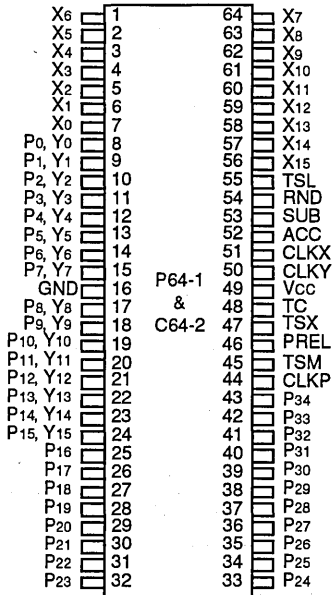 X6 1 64 X7
X5 2 63 X8
X4 3 62 X9
X3 4 61 X10
X2 5 60 X11
X1 6 59 X12
X0 7 58 X13
P0, Y0 8 57 X14
P1, Y1 9 56 X15
P2, Y2 10 55 TSL
P3, Y3 11 54 RND
P4, Y4 12 53 SUB
P5, Y5 13 52 ACC
P6, Y6 14 51 CLKX
P7, Y7 15 P64-1 50 CLKY
GND 16 & 49 VCC
P8, Y8 17 C64-2 48 TC
P9, Y9 18 47 TSX
P10, Y10 19 46 PREL
P11, Y11 20 45 TSM
P12, Y12 21 44 CLKP
P13, Y13 22 43 P34
P14, Y14 23 42 P33
P15, Y15 24 41 P32
P16 25 40 P31
P17 26 39 P30
P18 27 38 P29
P19 28 37 P28
P20 29 36 P27
P21 30 35 P26
P22 31 34 P25
P23 32 33 P24